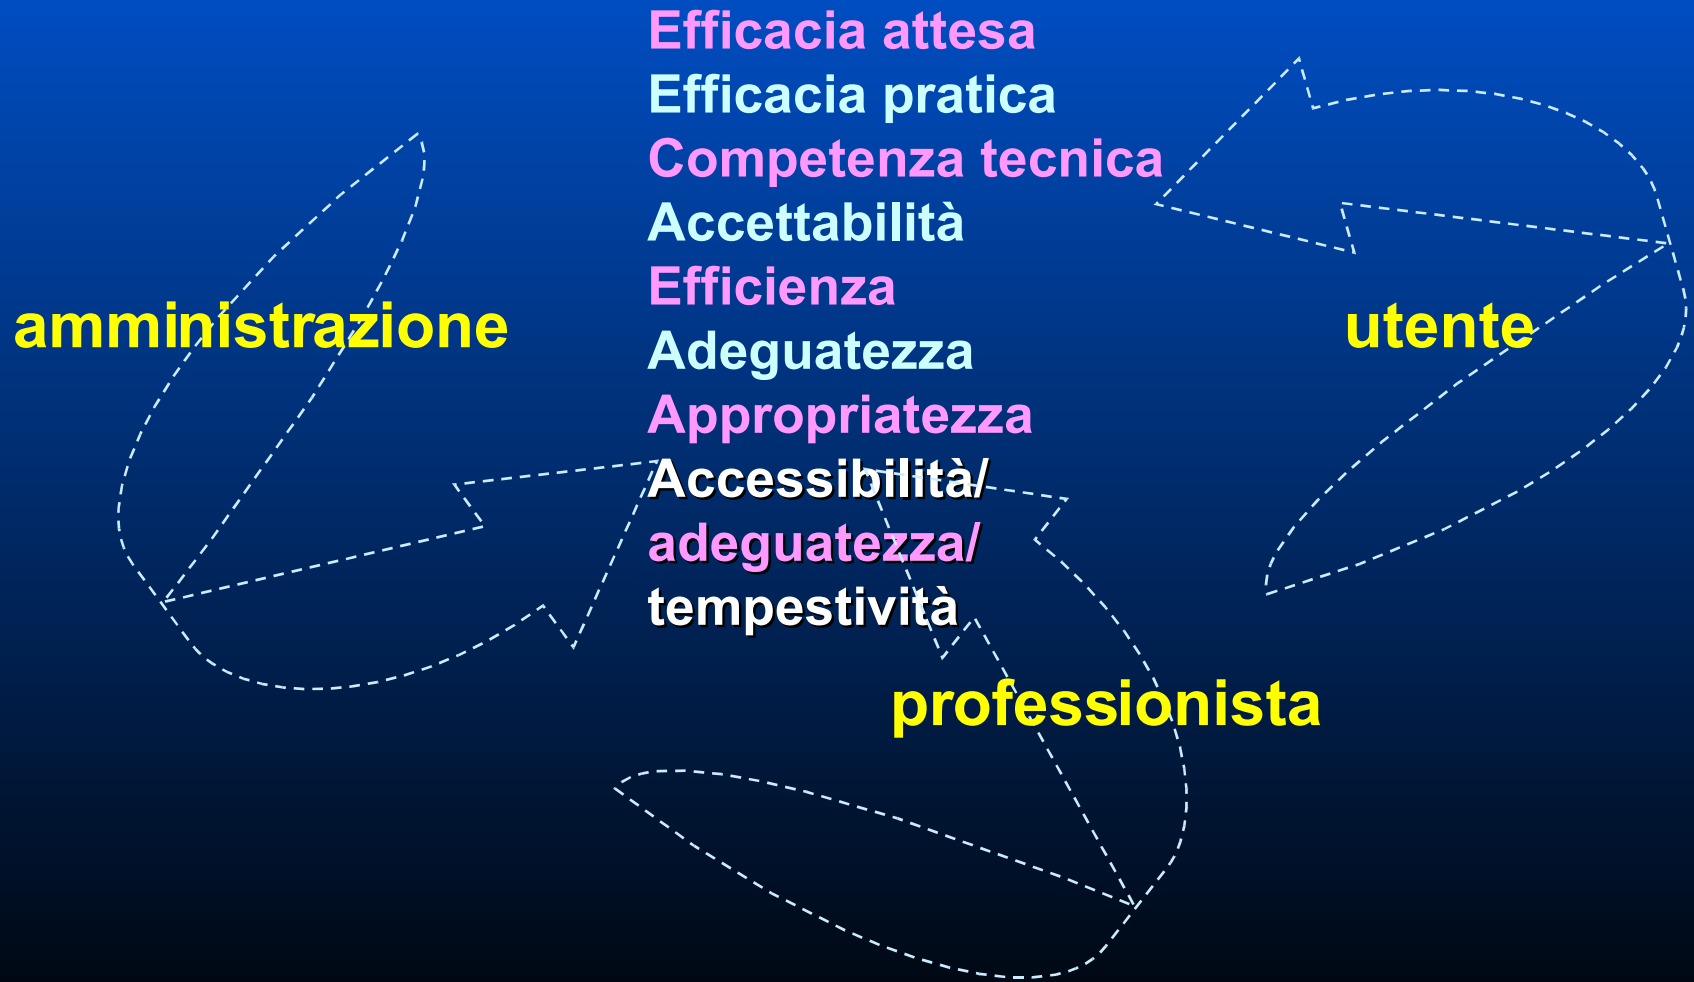 Efficacia attesa
Efficacia pratica
Competenza tecnica
Accettabilità
Efficienza
amministrazione
utente
Adeguatezza
Appropriatezza
Accessibilità/
adeguatezza/
tempestività
professionista